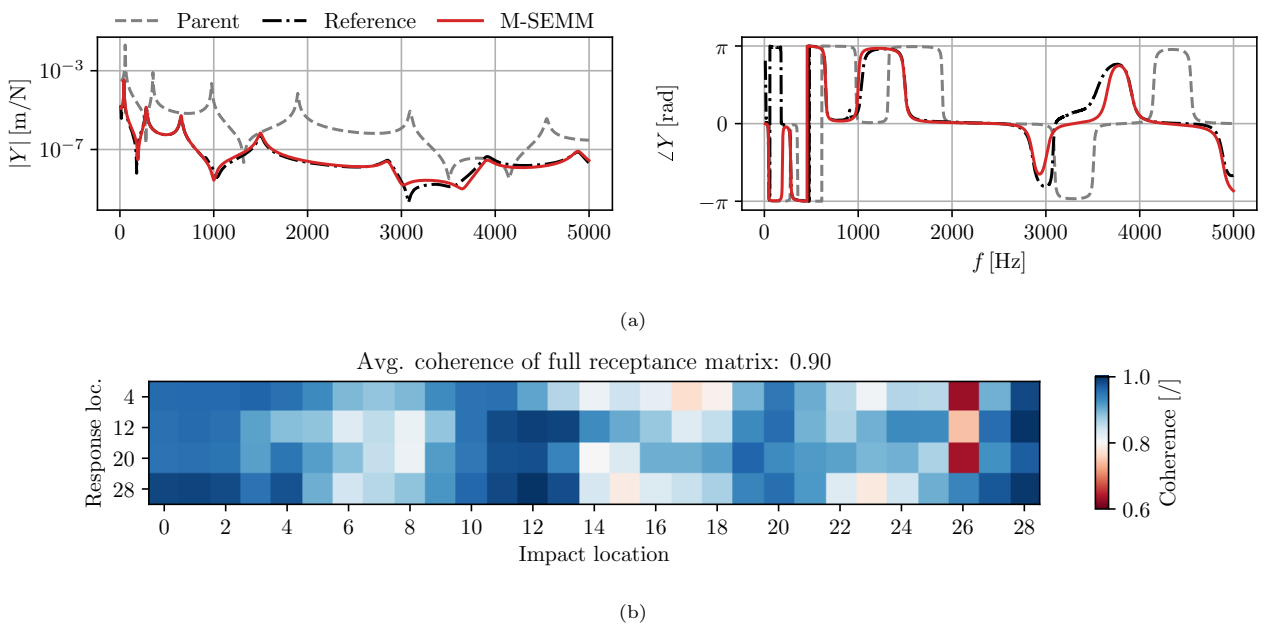 Parent Reference M-SEMM
|Y| [m/N]
10⁻³
10⁻⁷
0 1000 2000 3000 4000 5000
∠Y [rad]
π
0
−π
0 1000 2000 3000 4000 5000
f [Hz]
(a)
Avg. coherence of full receptance matrix: 0.90
Response loc.
4
12
20
28
0 2 4 6 8 10 12 14 16 18 20 22 24 26 28
Impact location
1.0
0.8
0.6
Coherence [/]
(b)